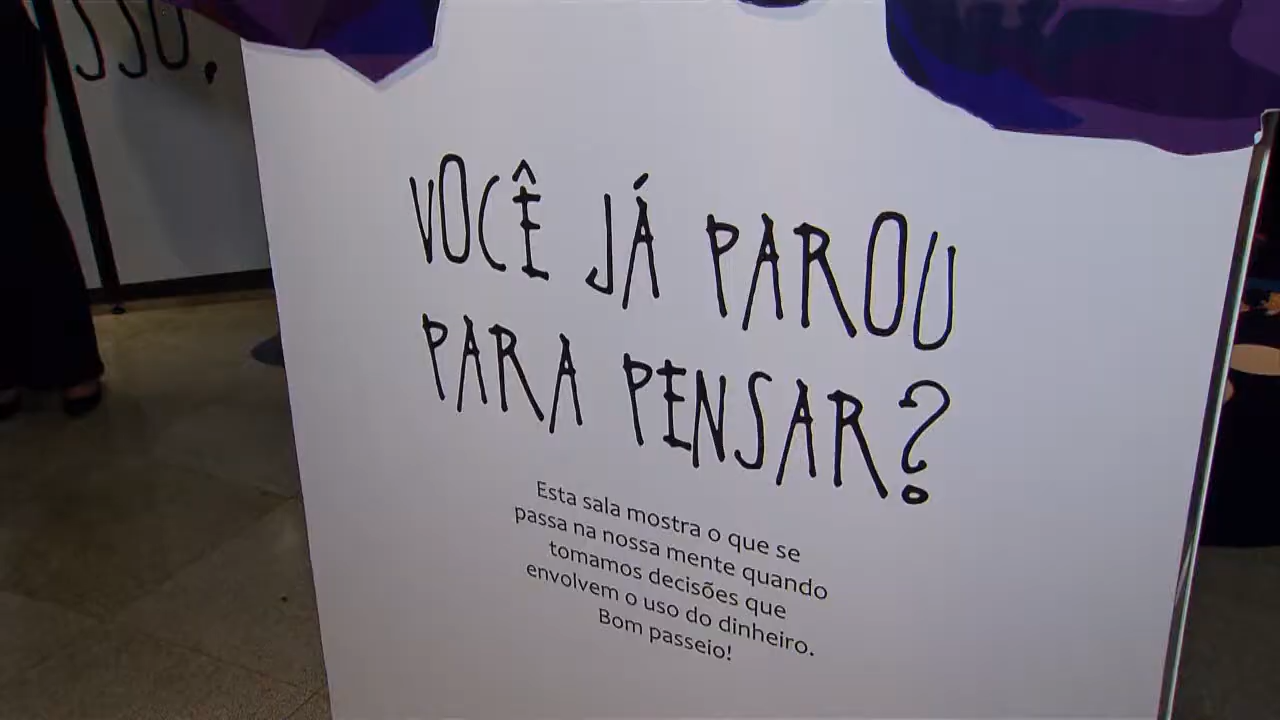 VOCÊ JÁ PAROU
PARA PENSAR?
Esta sala mostra o que se
passa na nossa mente quando
tomamos decisões que
envolvem o uso do dinheiro.
Bom passeio!